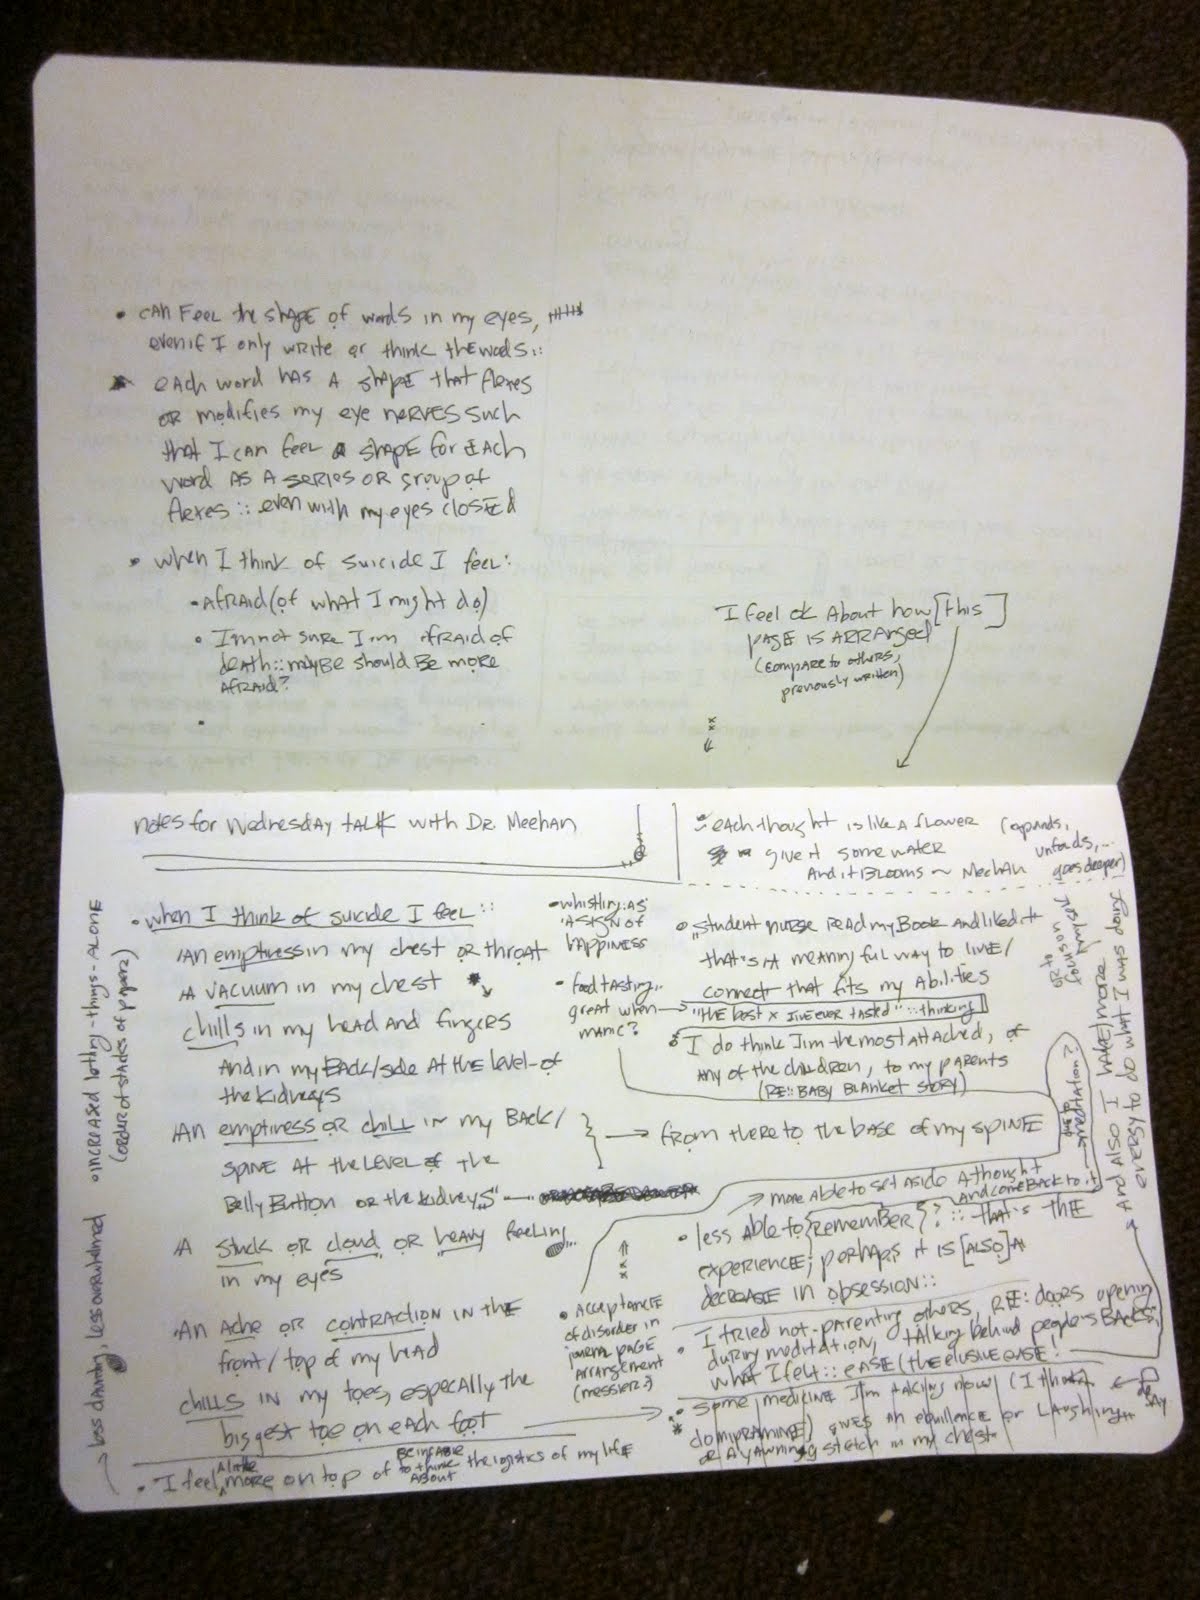 • CAN FEEL the SHAPE of words in my eyes,
even if I only write or think the words::
• EACH word HAS A SHAPE THAT flexes
OR modifies my eye NERVES SUCH
that I can feel A SHAPE for EACH
word AS A SERIES OR group of
flexes :: even with my eyes CLOSED
• when I think of suicide I feel:
• AFRAID (of what I might do)
• I'm not sure I'm afraid of
death:: maybe should BE more
AFRAID?
•
I feel ok About how [this]
PAGE IS ARRANGED
(compare to others,
previously written)
notes for Wednesday TALK with DR. Meehan
each thought is like a flower (expands,
give it some water unfolds,...
And it Blooms ~ Meehan goes deeper)
• when I think of suicide I feel ::
An emptiness in my chest or throat
A VACUUM in my chest
chills in my head and fingers
And in my BACK/side At the level of
the kidneys
An emptiness OR chill in my BACK/
SPINE At the level of the
Belly Button or the kidneys
A stuck or cloud or heavy feeling...
in my eyes
An Ache or contraction in the
front/top of my head
chills in my toes, especially the
biggest toe on each foot
• I feel A little more on top of BEING ABLE to think About the logistics of my life
less daunting, less overwhelmed
• increased - things - ALONE
(order of stacks of papers)
• whistling AS
A SIGN OF
happiness
• food tasting..
great when
manic?
• Student nurse read my Book And liked it
that's A meaningful way to live/
connect that fits my Abilities
"the best x I've ever tasted" :: thinking
• I do think I'm the most attached, of
any of the children, to my parents
(RE:: BABY BLANKET STORY)
from there to the base of my SPINE
more Able to set aside A thought
And come BACK to it
• less able to {remember}? :: that's the
experience; perhaps it is [ALSO] A
decrease in obsession::
meditation?
• Acceptance
of disorder in
journal PAGE
arrangement
(messier?)
• I tried not-parenting others, RE: doors opening
during meditation, talking behind people's BACKS;
what I felt :: ease (the elusive ease!
• some medicine I'm taking now (I think
clomipramine) gives an ebullience or LAUGHING
or A yawning stretch in my chest
And also I wake/more
energy to do what I was doing